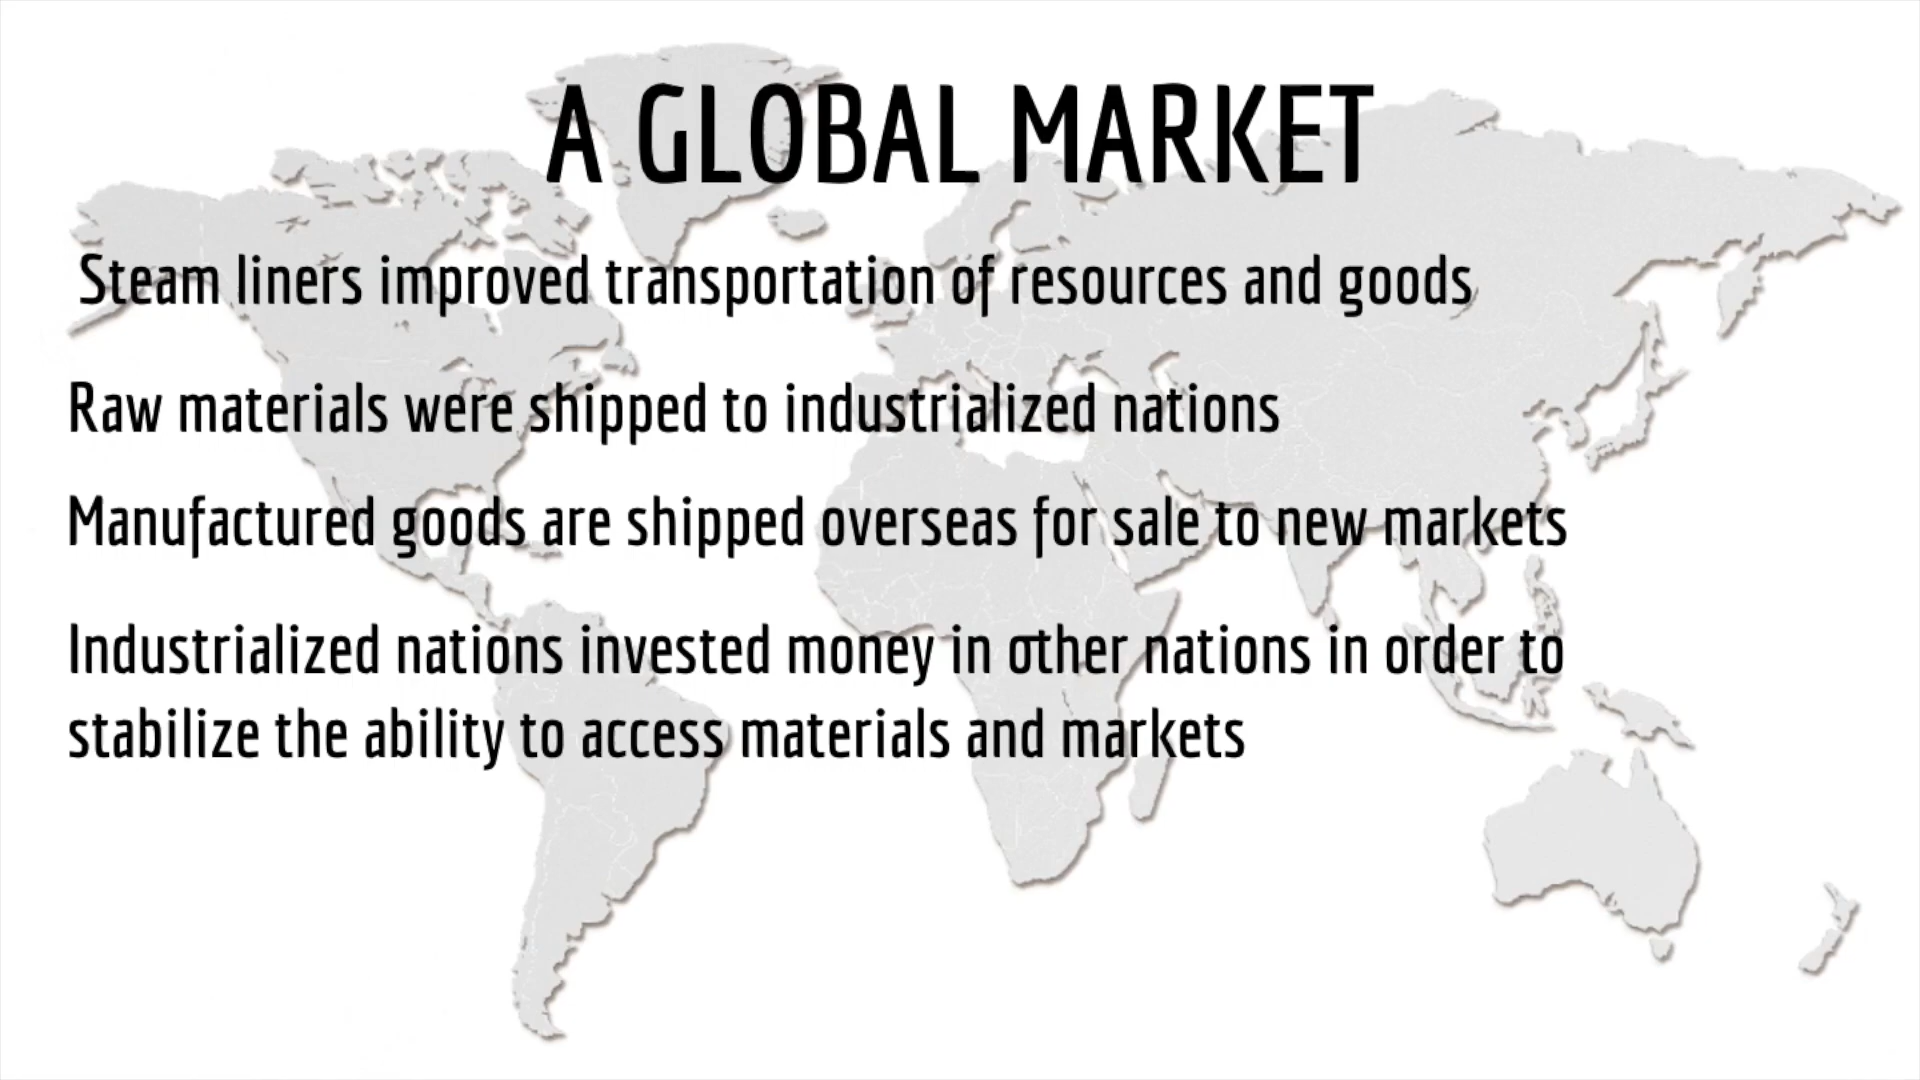 A GLOBAL MARKET
Steam liners improved transportation of resources and goods
Raw materials were shipped to industrialized nations
Manufactured goods are shipped overseas for sale to new markets
Industrialized nations invested money in other nations in order to
stabilize the ability to access materials and markets